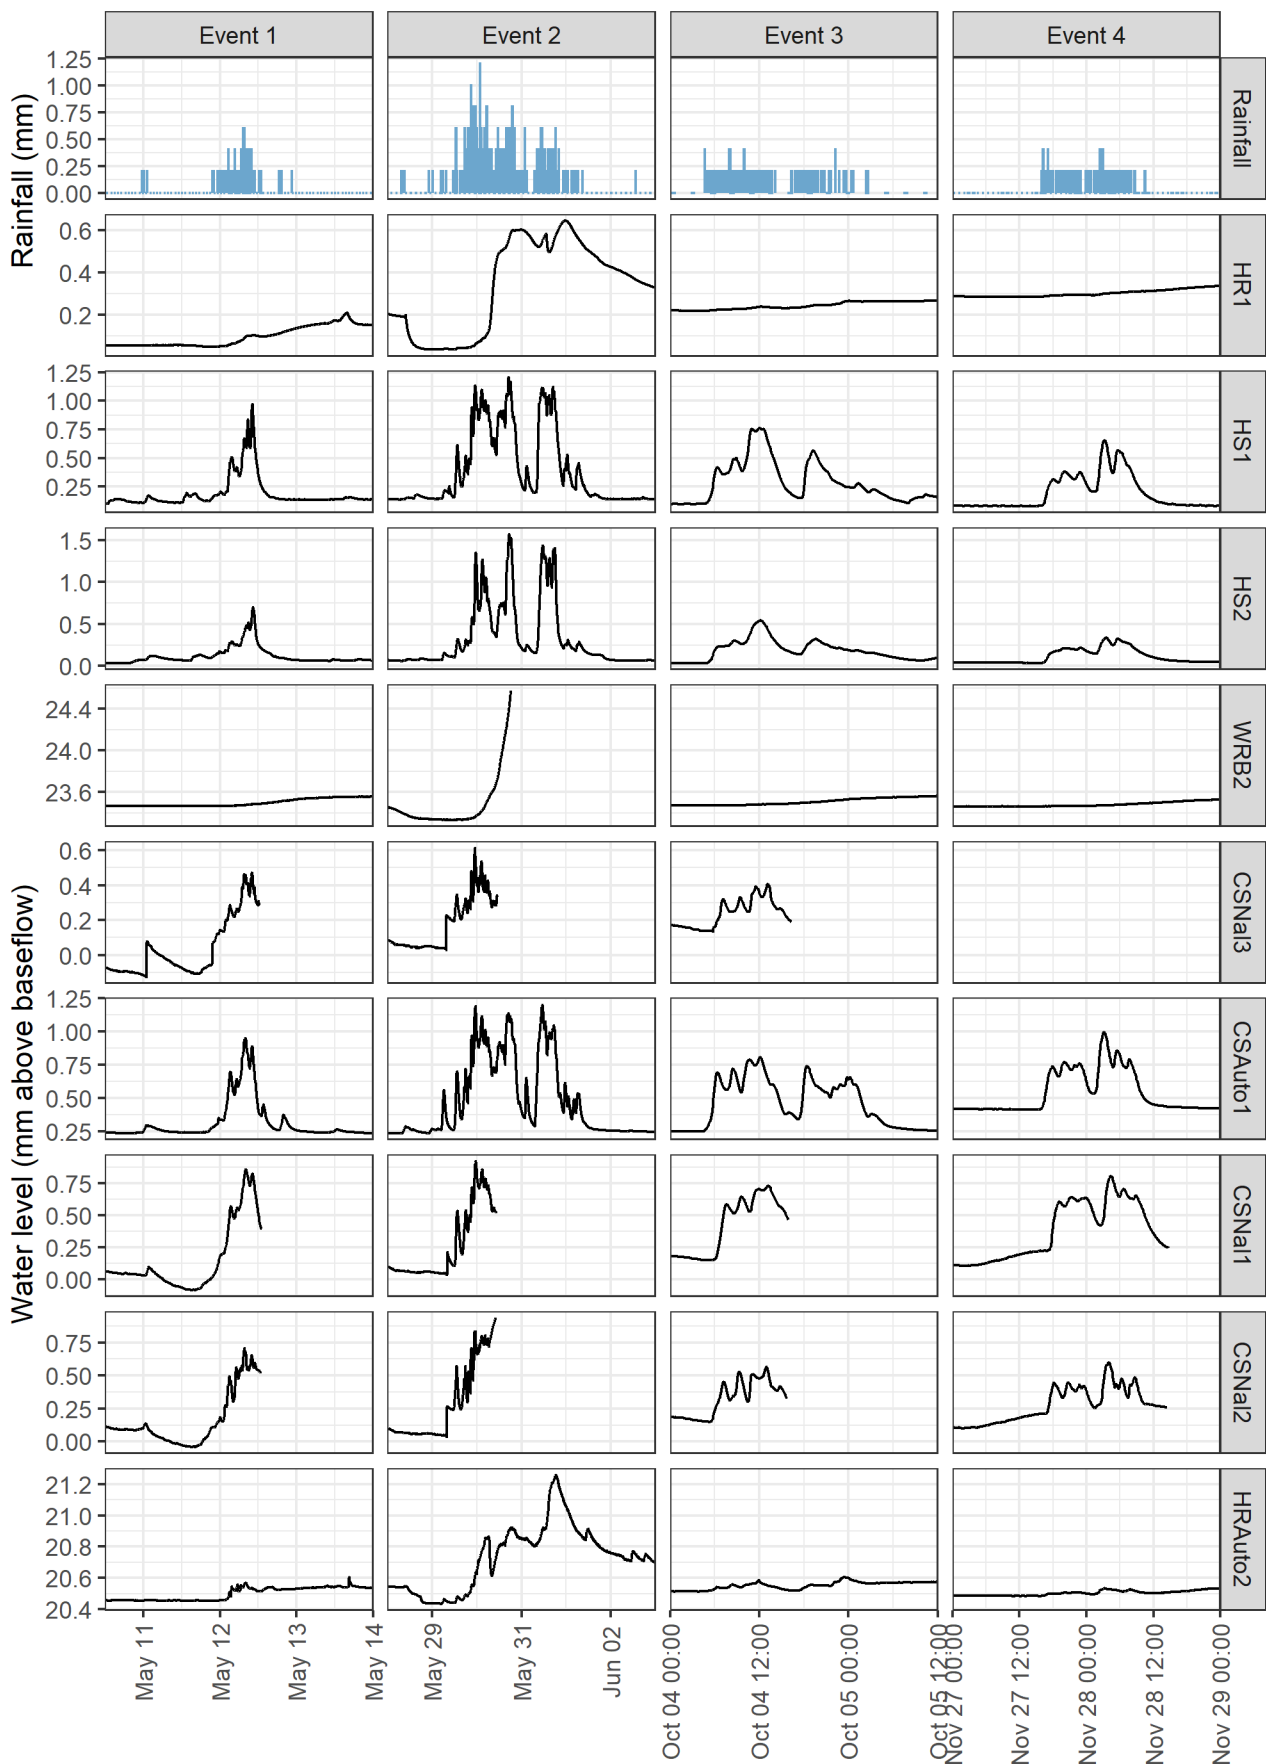 Event 1 Event 2 Event 3 Event 4
Rainfall (mm)
1.25
1.00
0.75
0.50
0.25
0.00
Rainfall
0.6
0.4
0.2
HR1
1.25
1.00
0.75
0.50
0.25
HS1
1.5
1.0
0.5
0.0
HS2
24.4
24.0
23.6
WRB2
Water level (mm above baseflow)
0.6
0.4
0.2
0.0
CSNal3
1.25
1.00
0.75
0.50
0.25
CSAuto1
0.75
0.50
0.25
0.00
CSNal1
0.75
0.50
0.25
0.00
CSNal2
21.2
21.0
20.8
20.6
20.4
HRAuto2
May 11
May 12
May 13
May 14
May 29
May 31
Jun 02
Oct 04 00:00
Oct 04 12:00
Oct 05 00:00
Oct 05 12:00
Nov 27 00:00
Nov 27 12:00
Nov 28 00:00
Nov 28 12:00
Nov 29 00:00